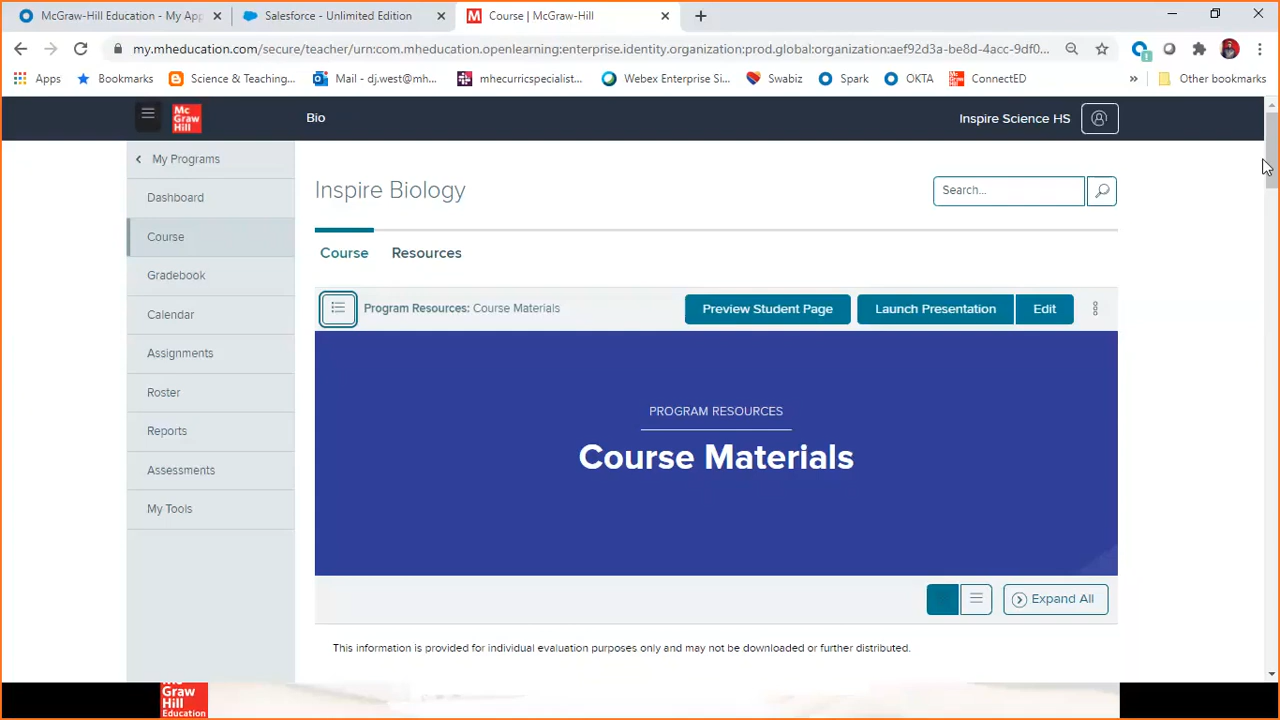 McGraw-Hill Education - My App
Salesforce - Unlimited Edition
M Course | McGraw-Hill
my.mheducation.com/secure/teacher/urn:com.mheducation.openlearning:enterprise.identity.organization:prod.globalorganization:aef92d3a-be8d-4acc-9df0...
Apps
Bookmarks
Science & Teaching...
Mail - dj.west@mh...
mhecurricspecialist...
Webex Enterprise Si...
Swabiz
Spark
OKTA
ConnectED
» Other bookmarks
Mc
Graw
Hill
Bio
Inspire Science HS
My Programs
Dashboard
Course
Gradebook
Calendar
Assignments
Roster
Reports
Assessments
My Tools
Inspire Biology
Search...
Course
Resources
Program Resources: Course Materials
Preview Student Page
Launch Presentation
Edit
PROGRAM RESOURCES
Course Materials
Expand All
This information is provided for individual evaluation purposes only and may not be downloaded or further distributed.
Graw
Hill
Education